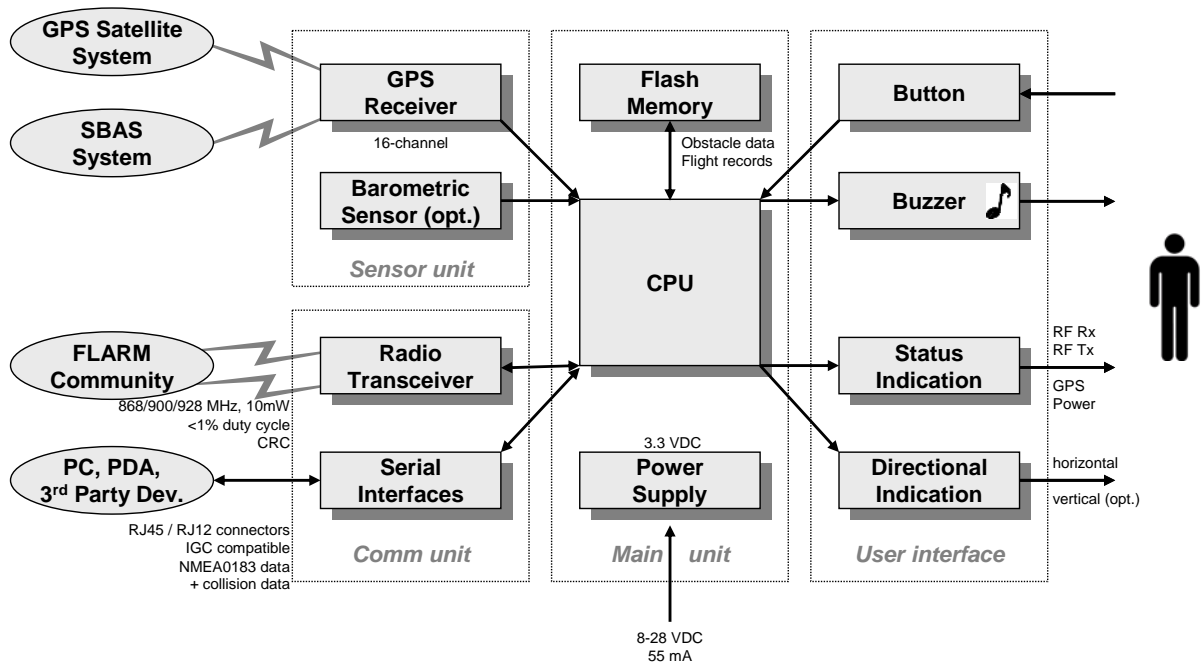 GPS Satellite
System
SBAS
System
GPS
Receiver
16-channel
Barometric
Sensor (opt.)
Sensor unit
Flash
Memory
Obstacle data
Flight records
CPU
Button
Buzzer
FLARM
Community
868/900/928 MHz, 10mW
<1% duty cycle
CRC
Radio
Transceiver
PC, PDA,
3rd Party Dev.
RJ45 / RJ12 connectors
IGC compatible
NMEA0183 data
+ collision data
Serial
Interfaces
Comm unit
3.3 VDC
Power
Supply
Main unit
8-28 VDC
55 mA
Status
Indication
RF Rx
RF Tx
GPS
Power
Directional
Indication
horizontal
vertical (opt.)
User interface